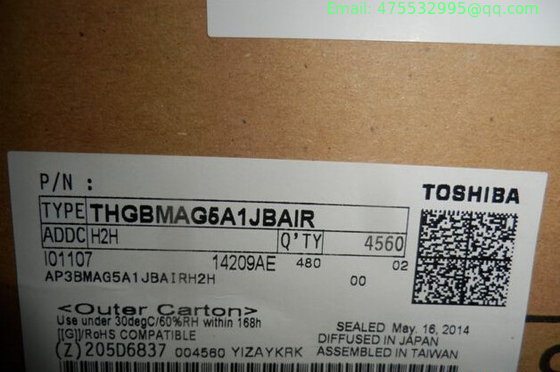 Email: 475532995@qq.com
P/N :
TOSHIBA
TYPE THGBMAG5A1JBAIR
ADDC H2H Q'TY 4560
I01107 14209AE 480 02
AP3BMAG5A1JBAIRH2H 00
<Outer Carton>
Use under 30degC/60%RH within 168h
[[G]]/RoHS COMPATIBLE
SEALED May, 16, 2014
DIFFUSED IN JAPAN
(Z) 205D6837 004560 YIZAYKRK ASSEMBLED IN TAIWAN